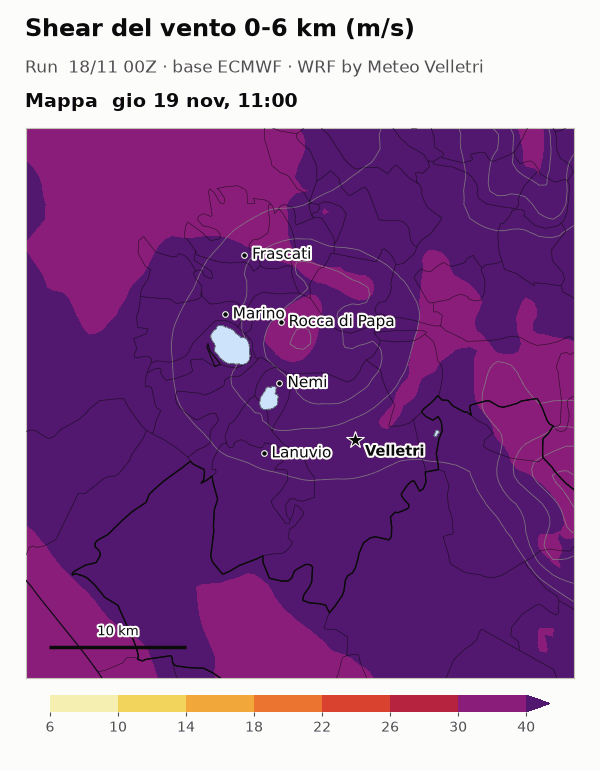 Shear del vento 0-6 km (m/s)
Run  18/11 00Z · base ECMWF · WRF by Meteo Velletri
Mappa  gio 19 nov, 11:00
Frascati
Marino
Rocca di Papa
Nemi
Velletri
Lanuvio
10 km
6 10 14 18 22 26 30 40